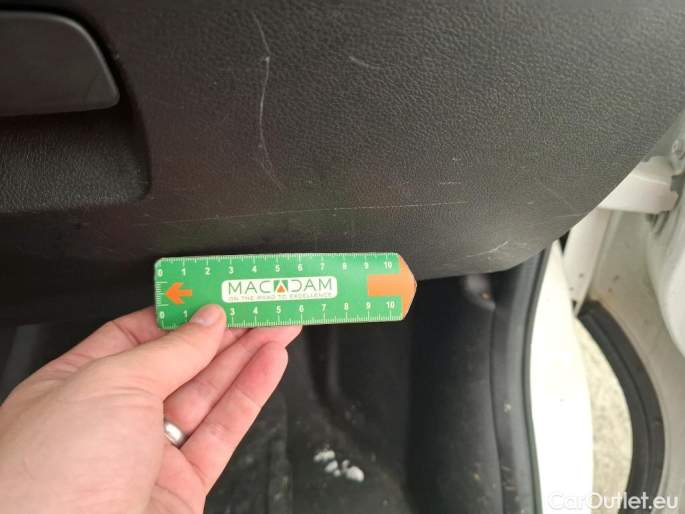 0 1 2 3 4 5 6 7 8 9 10
MACADAM
ON THE ROAD TO EXCELLENCE
0 1 3 4 5 6 7 8 9 10
CarOutlet.eu